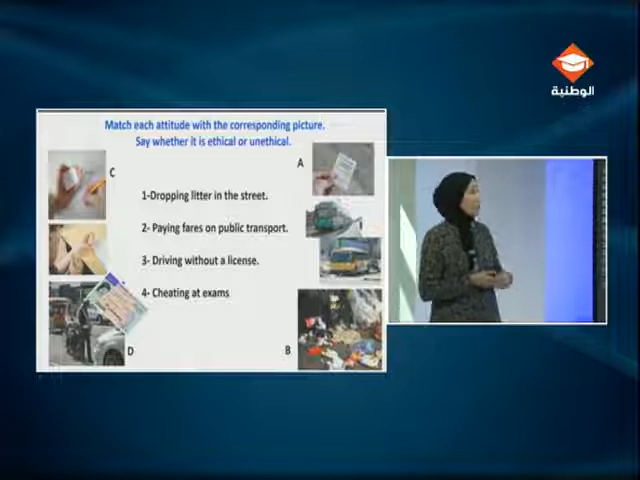 الوطنية
Match each attitude with the corresponding picture.
Say whether it is ethical or unethical.
C
A
1-Dropping litter in the street.
2- Paying fares on public transport.
3- Driving without a license.
4- Cheating at exams
D
B